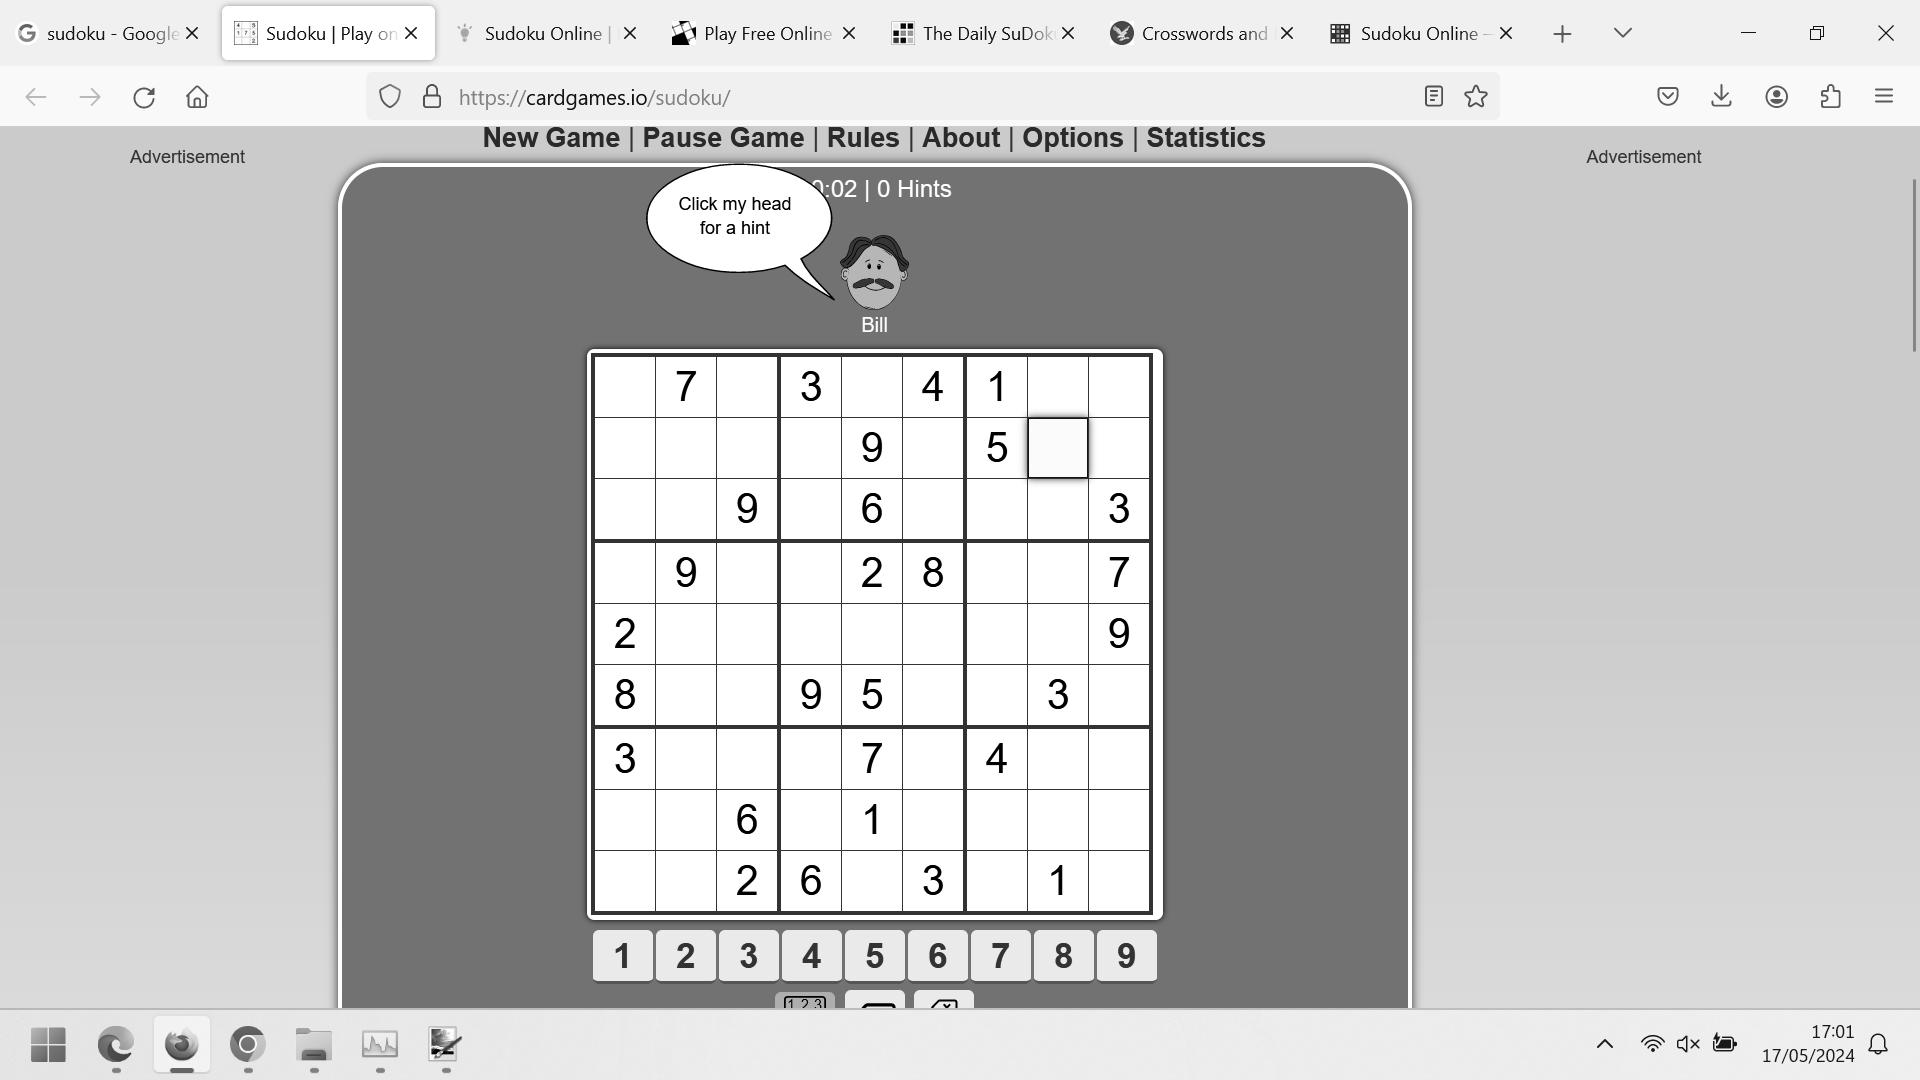 sudoku - Google
Sudoku | Play on
Sudoku Online |
Play Free Online
The Daily SuDok
Crosswords and
Sudoku Online –
https://cardgames.io/sudoku/
New Game | Pause Game | Rules | About | Options | Statistics
Advertisement
Advertisement
0:02 | 0 Hints
Click my head
for a hint
Bill
7 3 4 1
9 5
9 6 3
9 2 8 7
2 9
8 9 5 3
3 7 4
6 1
2 6 3 1
1 2 3 4 5 6 7 8 9
1 2 3
17:01
17/05/2024